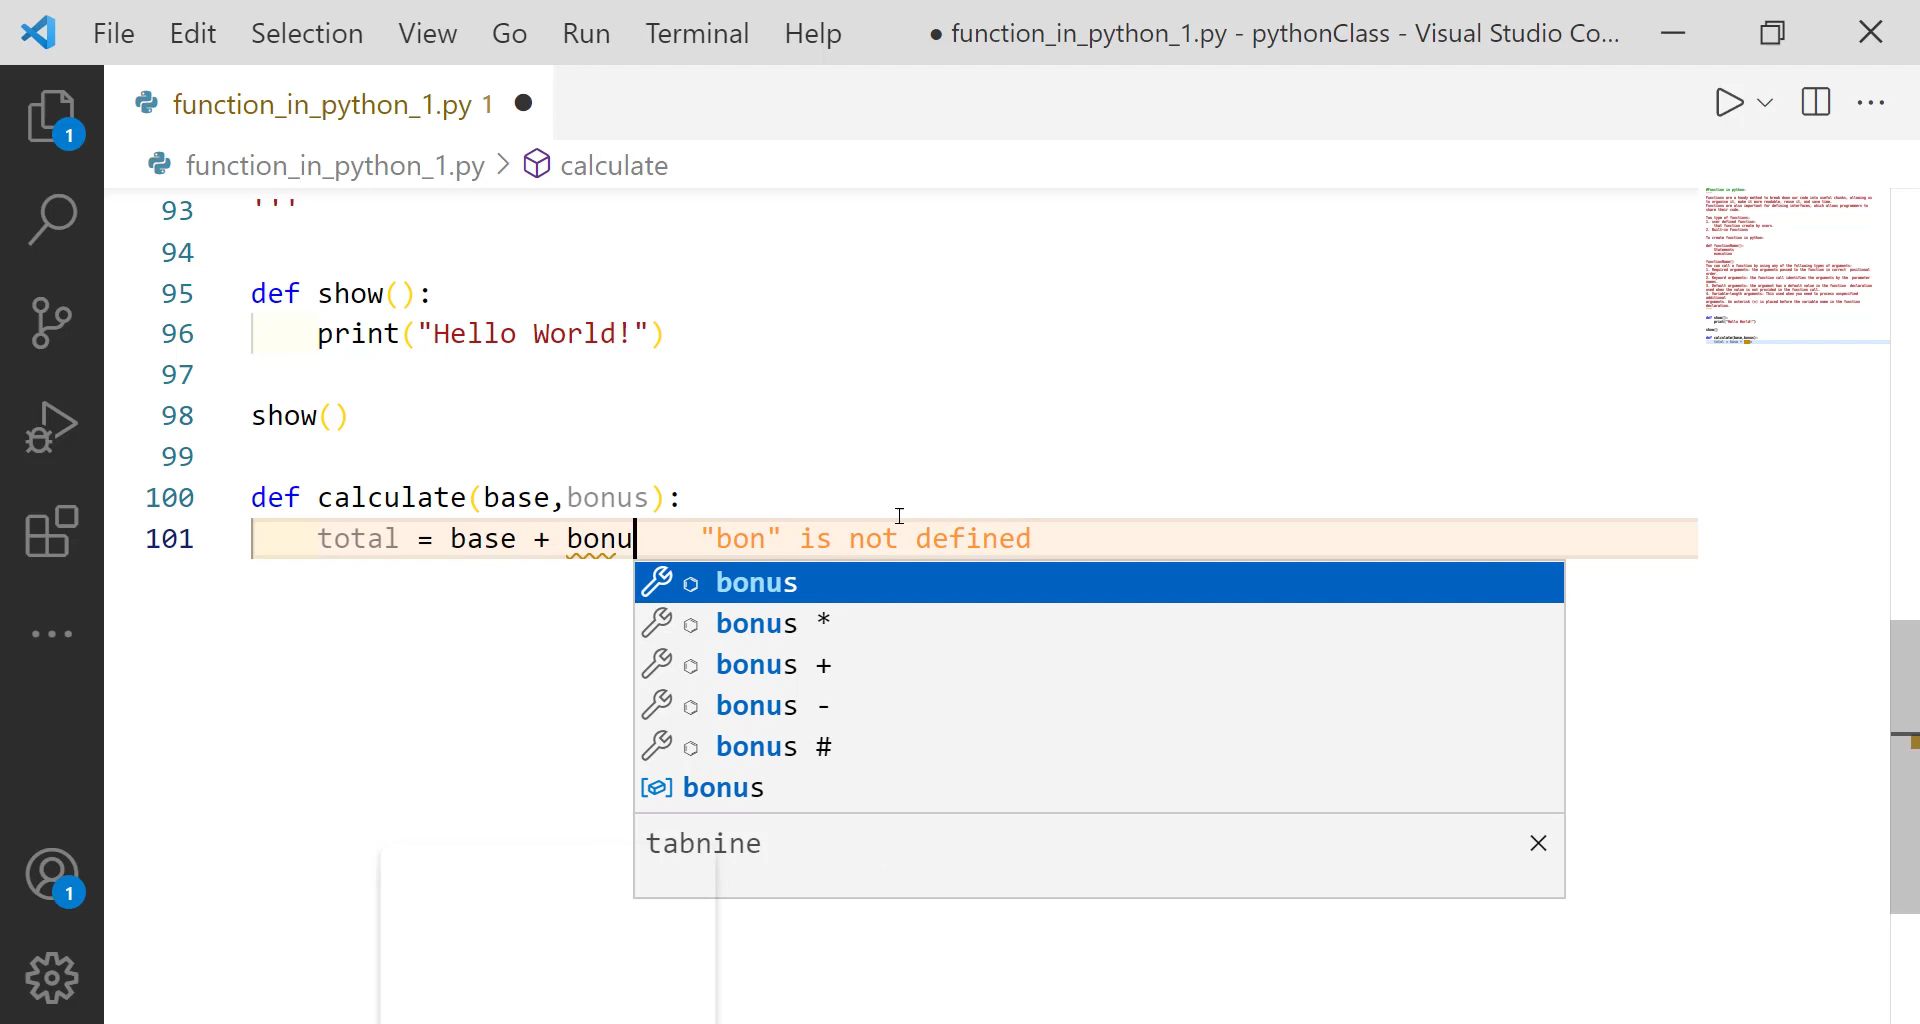 File Edit Selection View Go Run Terminal Help ● function_in_python_1.py - pythonClass - Visual Studio Co...
function_in_python_1.py 1 ●
function_in_python_1.py > calculate
93 '''
94
95 def show():
96 print("Hello World!")
97
98 show()
99
100 def calculate(base,bonus):
101 total = base + bonu "bon" is not defined
bonus
bonus *
bonus +
bonus -
bonus #
bonus
tabnine
1
1